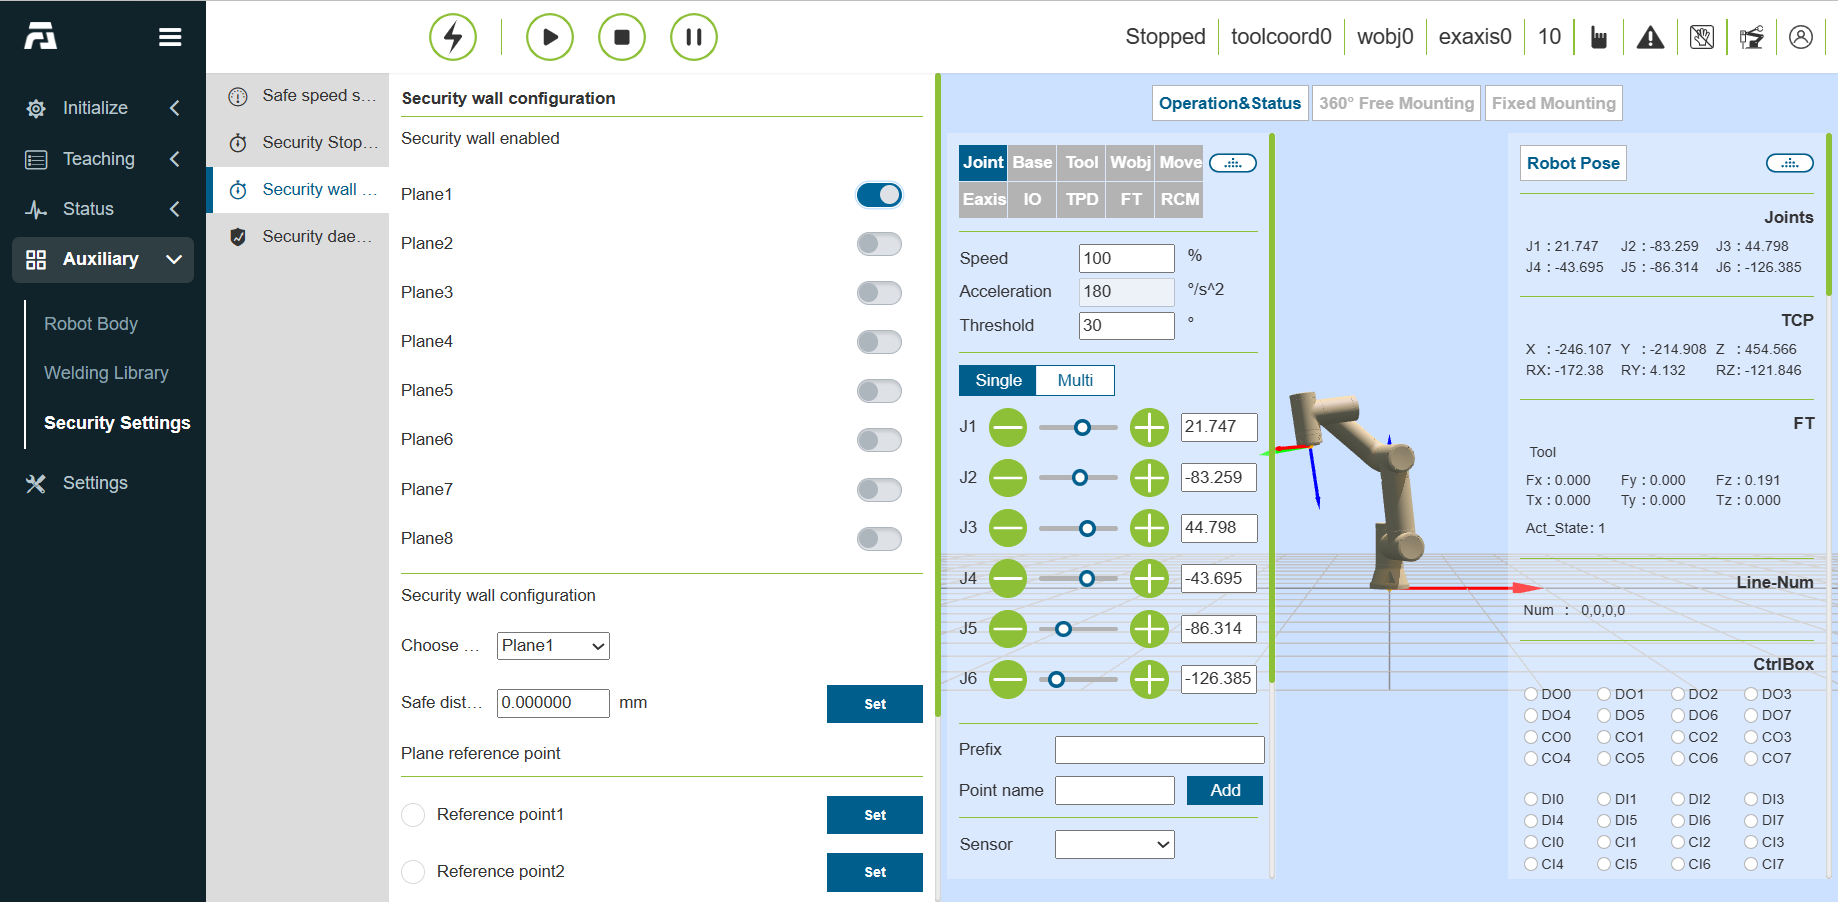 Stopped toolcoord0 wobj0 exaxis0 10
Initialize
Teaching
Status
Auxiliary
Robot Body
Welding Library
Security Settings
Settings
Safe speed s...
Security Stop...
Security wall ...
Security dae...
Security wall configuration
Security wall enabled
Plane1
Plane2
Plane3
Plane4
Plane5
Plane6
Plane7
Plane8
Security wall configuration
Choose ... Plane1
Safe dist... 0.000000 mm Set
Plane reference point
Reference point1 Set
Reference point2 Set
Operation&Status 360° Free Mounting Fixed Mounting
Joint Base Tool Wobj Move
Eaxis IO TPD FT RCM
Speed 100 %
Acceleration 180 °/s^2
Threshold 30 °
Single Multi
J1 21.747
J2 -83.259
J3 44.798
J4 -43.695
J5 -86.314
J6 -126.385
Prefix
Point name Add
Sensor
Robot Pose
Joints
J1 : 21.747 J2 : -83.259 J3 : 44.798
J4 : -43.695 J5 : -86.314 J6 : -126.385
TCP
X : -246.107 Y : -214.908 Z : 454.566
RX: -172.38 RY: 4.132 RZ: -121.846
FT
Tool
Fx : 0.000 Fy : 0.000 Fz : 0.191
Tx : 0.000 Ty : 0.000 Tz : 0.000
Act_State: 1
Line-Num
Num : 0,0,0,0
CtrlBox
DO0 DO1 DO2 DO3
DO4 DO5 DO6 DO7
CO0 CO1 CO2 CO3
CO4 CO5 CO6 CO7
DI0 DI1 DI2 DI3
DI4 DI5 DI6 DI7
CI0 CI1 CI2 CI3
CI4 CI5 CI6 CI7